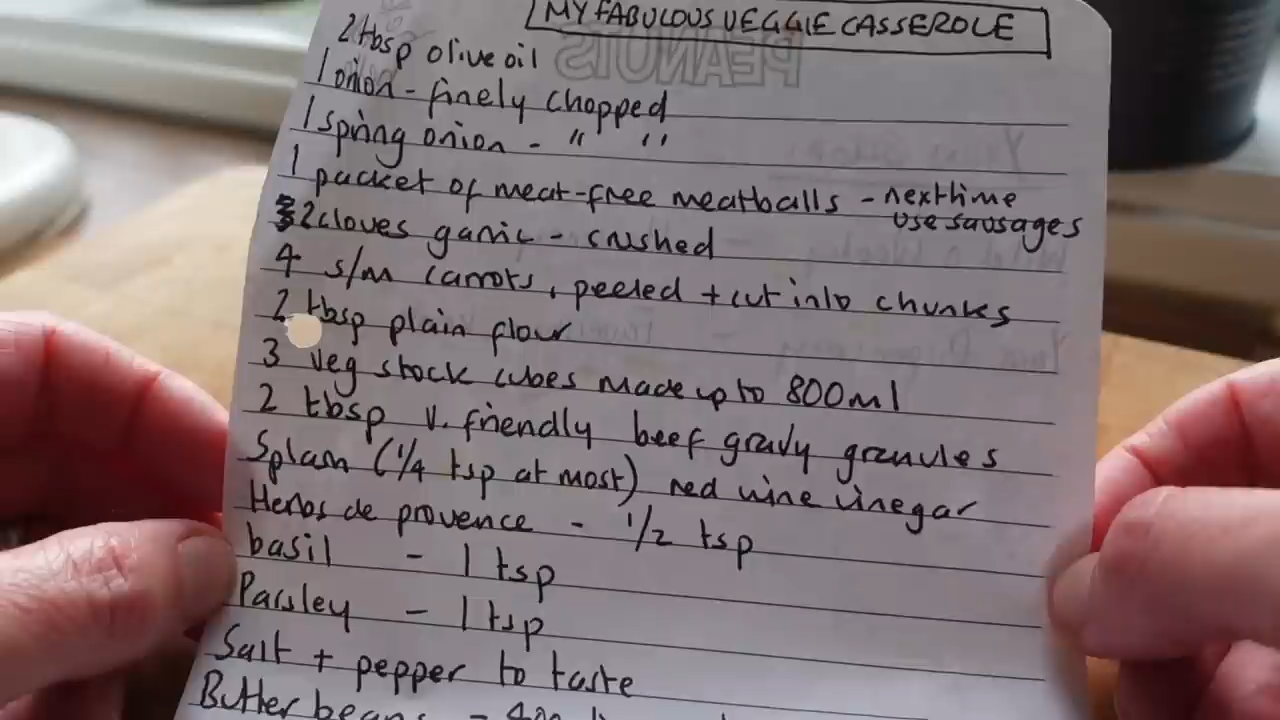 MY FABULOUS VEGGIE CASSEROLE
2 tbsp olive oil
1 onion - finely chopped
1 spring onion - " "
1 packet of meat-free meatballs - next time
use sausages
2 cloves garlic - crushed
4 s/m carrots, peeled + cut into chunks
2 tbsp plain flour
3 veg stock cubes made up to 800ml
2 tbsp v. friendly beef gravy granules
Splash (1/4 tsp at most) red wine vinegar
Herbs de provence - 1/2 tsp
basil - 1 tsp
Parsley - 1 tsp
Salt + pepper to taste
Butter beans - 400
PEANUTS